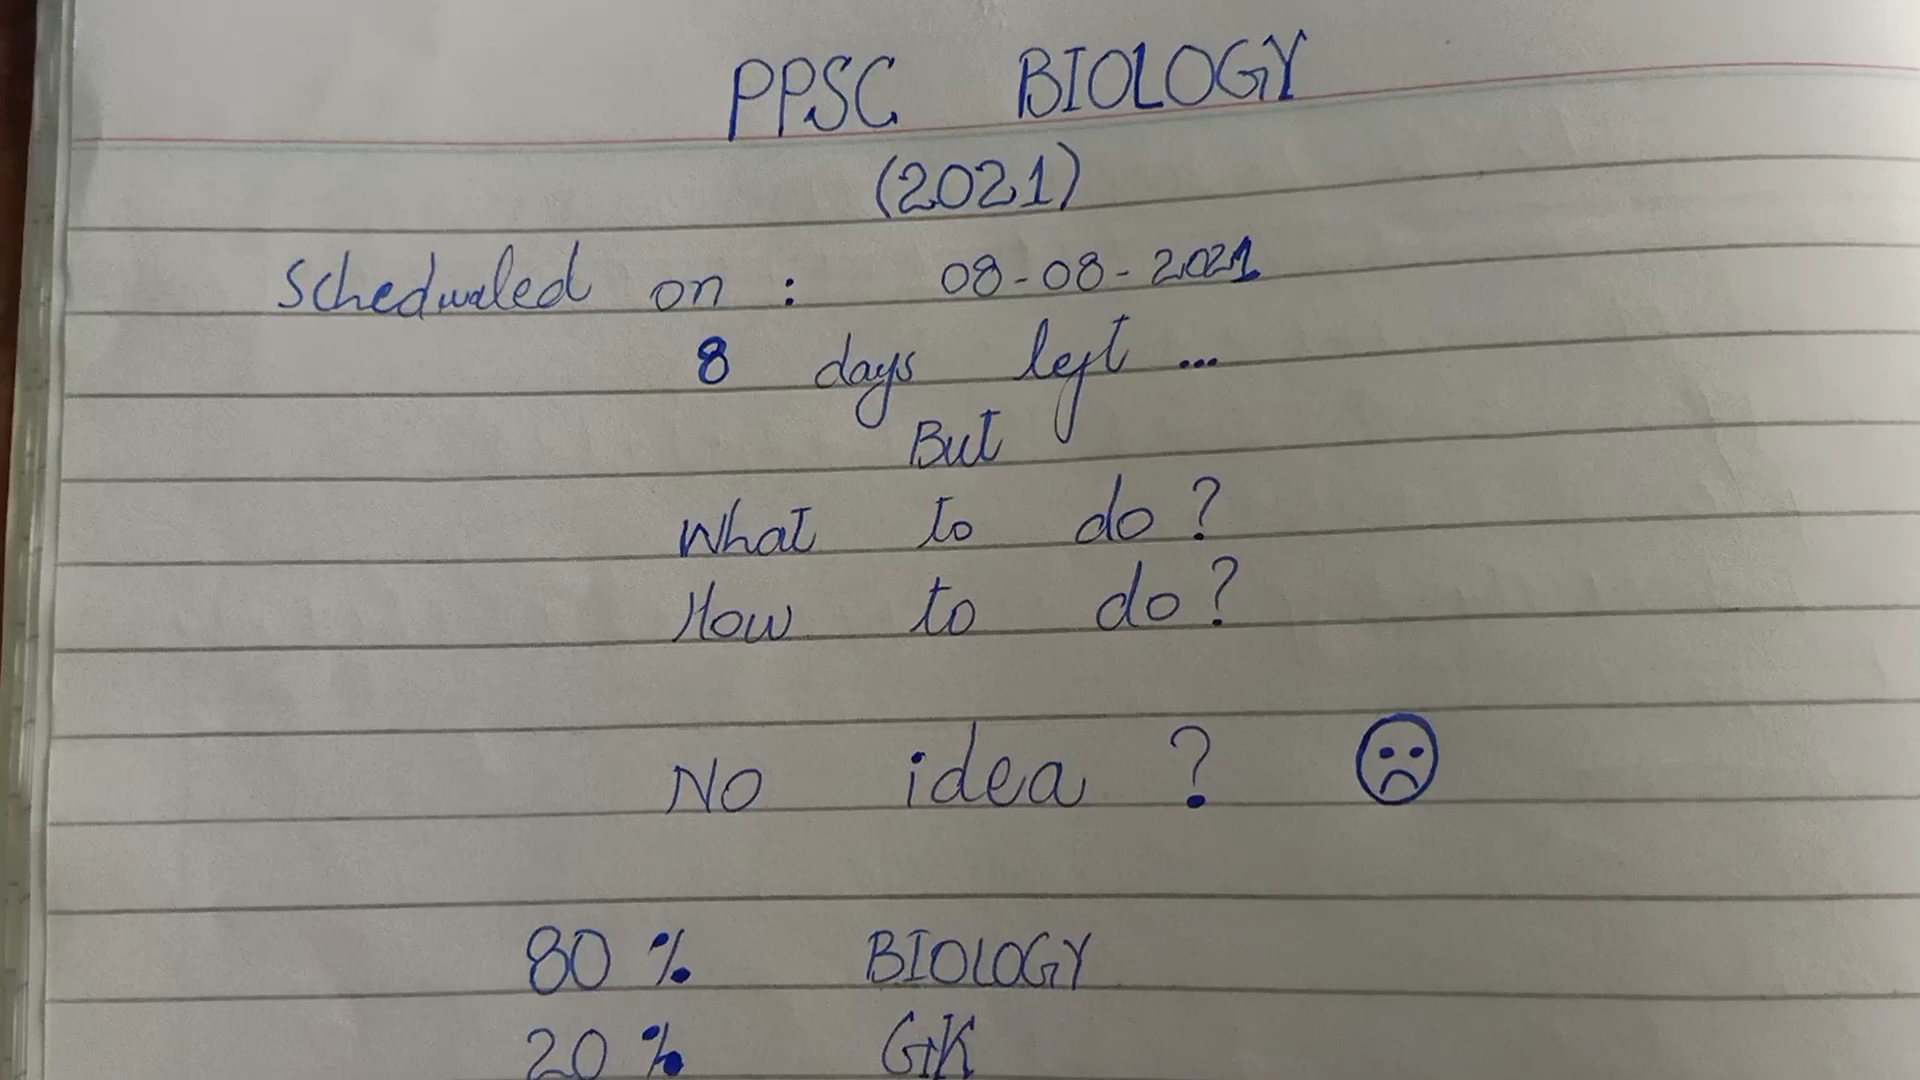 PPSC BIOLOGY
(2021)
Schedualed on : 08-08-2021
8 days left ...
But
What to do ?
How to do ?
No idea ?
80 % BIOLOGY
20 % GK